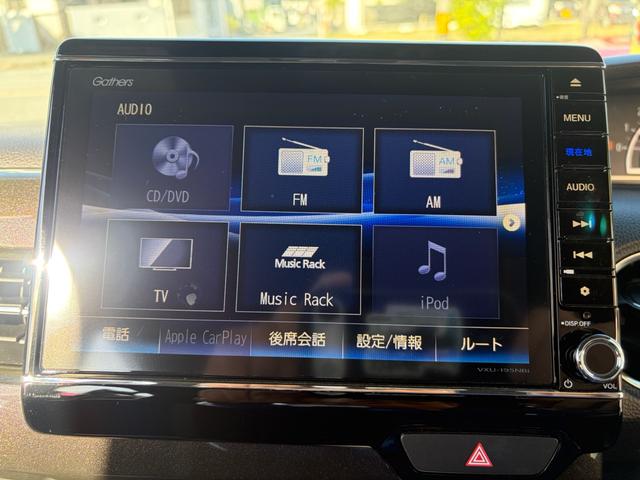 Gathers
AUDIO
CD/DVD
FM
FM
AM
AM
TV
Music Rack
Music Rack
iPod
電話
Apple CarPlay
後席会話
設定/情報
ルート
VXU-195NBi
MENU
現在地
AUDIO
DISP.OFF
VOL